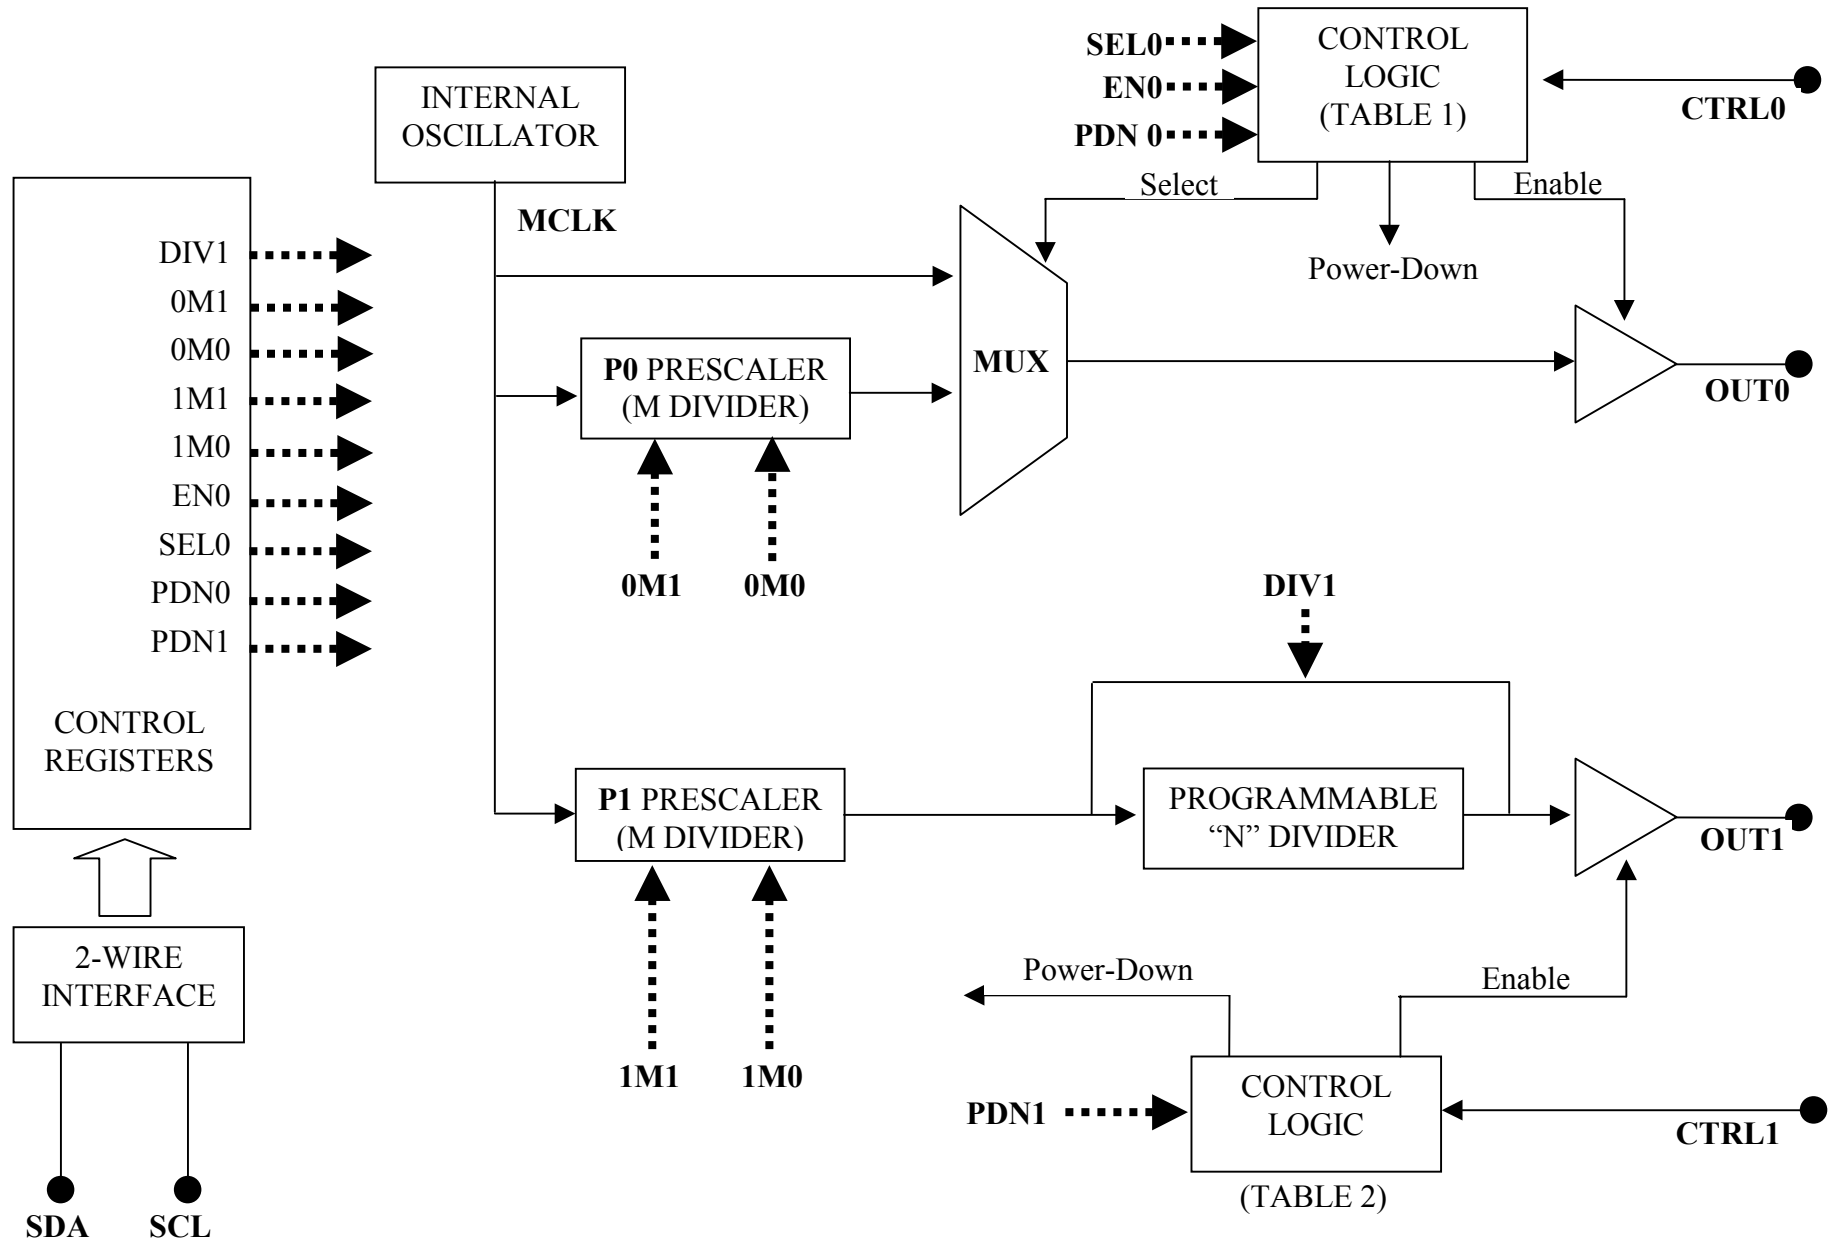 SEL0
EN0
PDN 0
CONTROL
LOGIC
(TABLE 1)
CTRL0
INTERNAL
OSCILLATOR
Select
Enable
Power-Down
MCLK
DIV1
0M1
0M0
1M1
1M0
EN0
SEL0
PDN0
PDN1
CONTROL
REGISTERS
P0 PRESCALER
(M DIVIDER)
MUX
OUT0
0M1
0M0
DIV1
P1 PRESCALER
(M DIVIDER)
PROGRAMMABLE
“N” DIVIDER
OUT1
2-WIRE
INTERFACE
1M1
1M0
Power-Down
Enable
PDN1
CONTROL
LOGIC
CTRL1
(TABLE 2)
SDA
SCL